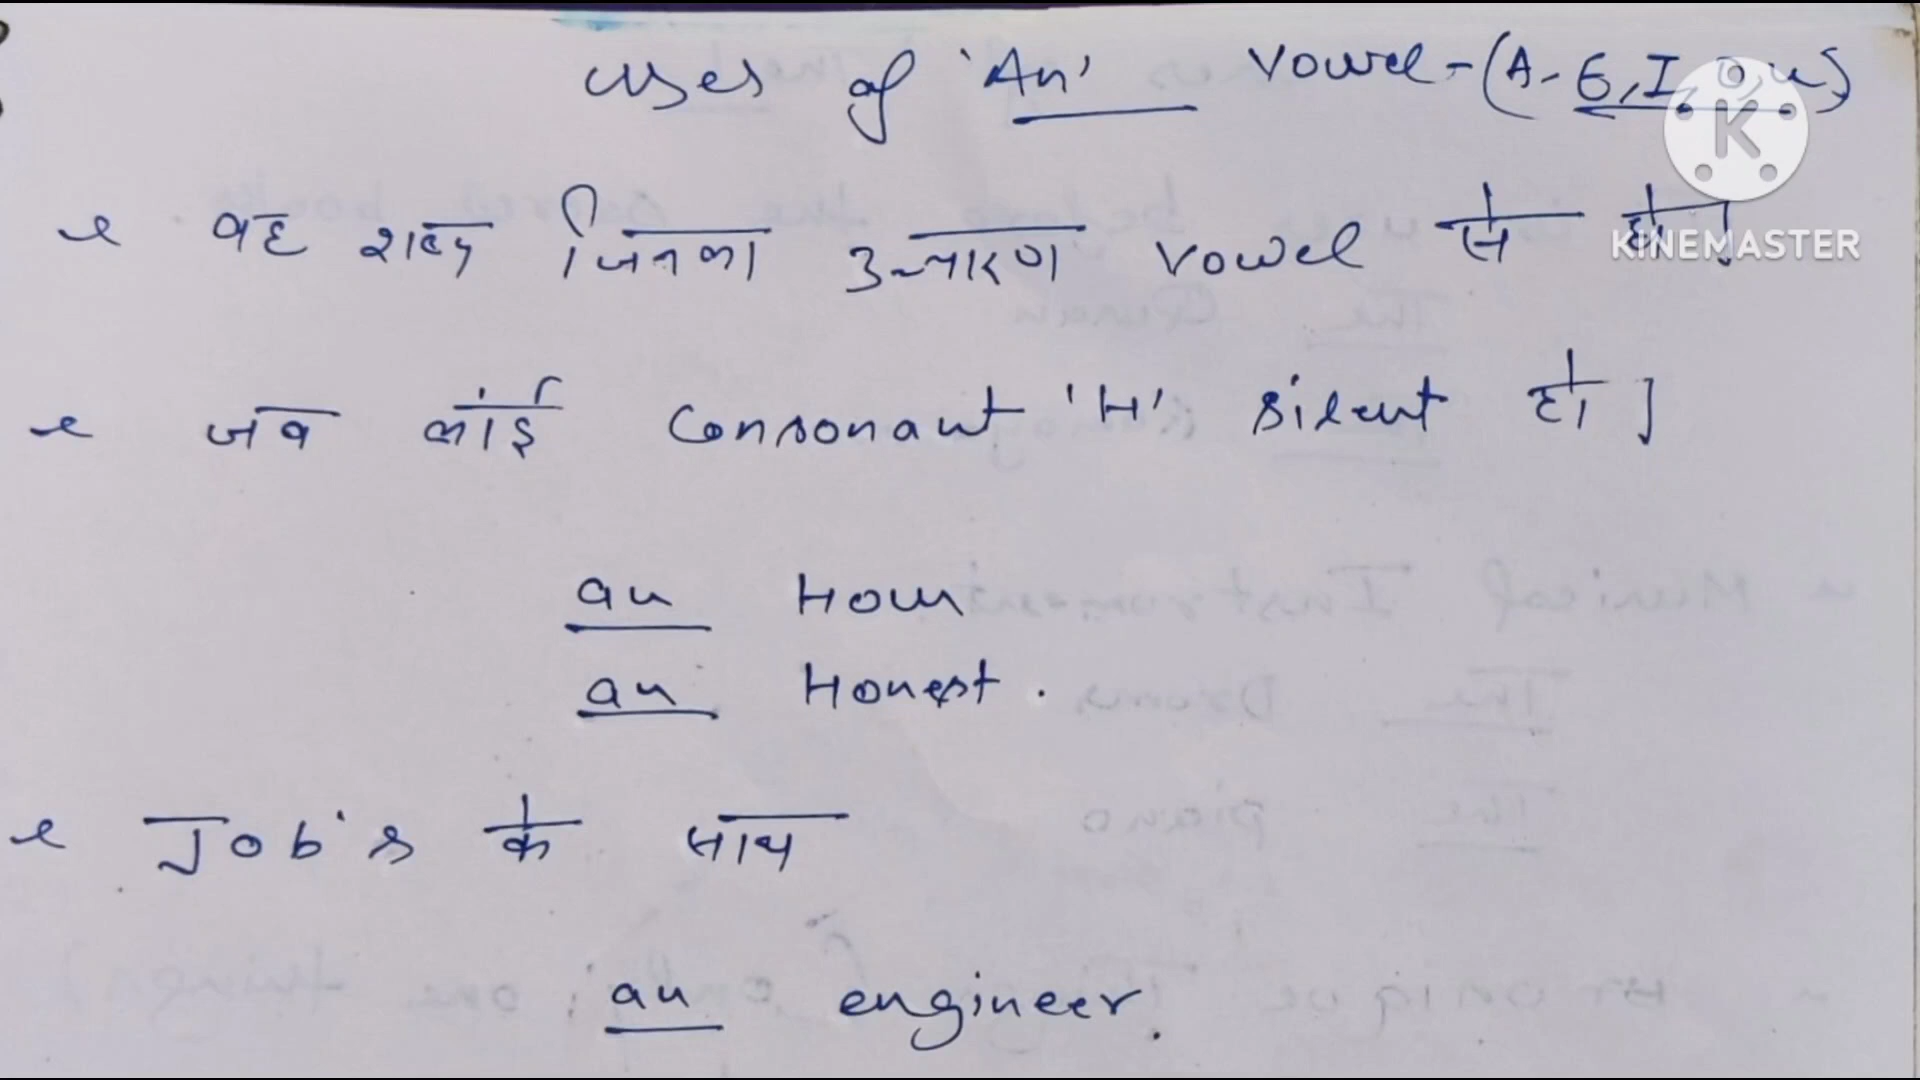 uses of 'An' vowel-(A-E,I,O,u)
वह शब्द जिनका उच्चारण vowel से हो]
KINEMASTER
जब कोई consonant 'H' silent हो]
an Hour
an Honest.
Job's के साथ
an engineer.